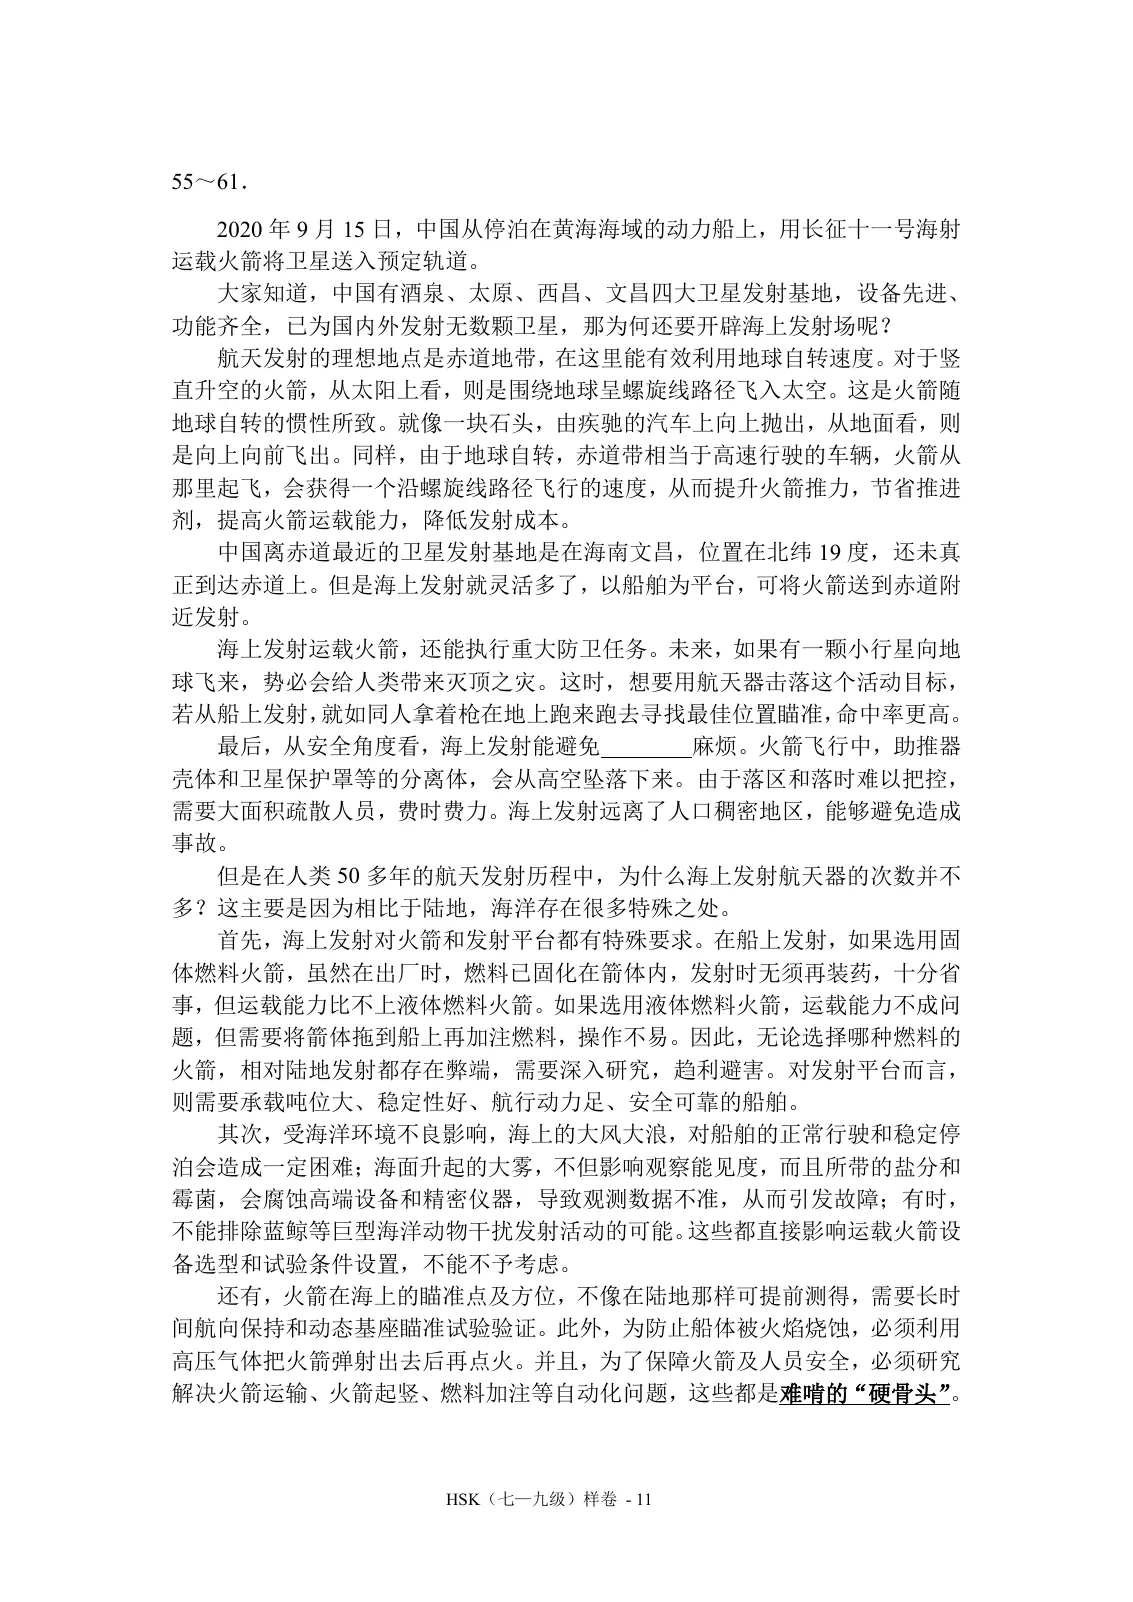 55～61．
2020 年 9 月 15 日，中国从停泊在黄海海域的动力船上，用长征十一号海射
运载火箭将卫星送入预定轨道。
大家知道，中国有酒泉、太原、西昌、文昌四大卫星发射基地，设备先进、
功能齐全，已为国内外发射无数颗卫星，那为何还要开辟海上发射场呢？
航天发射的理想地点是赤道地带，在这里能有效利用地球自转速度。对于竖
直升空的火箭，从太阳上看，则是围绕地球呈螺旋线路径飞入太空。这是火箭随
地球自转的惯性所致。就像一块石头，由疾驰的汽车上向上抛出，从地面看，则
是向上向前飞出。同样，由于地球自转，赤道带相当于高速行驶的车辆，火箭从
那里起飞，会获得一个沿螺旋线路径飞行的速度，从而提升火箭推力，节省推进
剂，提高火箭运载能力，降低发射成本。
中国离赤道最近的卫星发射基地是在海南文昌，位置在北纬 19 度，还未真
正到达赤道上。但是海上发射就灵活多了，以船舶为平台，可将火箭送到赤道附
近发射。
海上发射运载火箭，还能执行重大防卫任务。未来，如果有一颗小行星向地
球飞来，势必会给人类带来灭顶之灾。这时，想要用航天器击落这个活动目标，
若从船上发射，就如同人拿着枪在地上跑来跑去寻找最佳位置瞄准，命中率更高。
最后，从安全角度看，海上发射能避免________麻烦。火箭飞行中，助推器
壳体和卫星保护罩等的分离体，会从高空坠落下来。由于落区和落时难以把控，
需要大面积疏散人员，费时费力。海上发射远离了人口稠密地区，能够避免造成
事故。
但是在人类 50 多年的航天发射历程中，为什么海上发射航天器的次数并不
多？这主要是因为相比于陆地，海洋存在很多特殊之处。
首先，海上发射对火箭和发射平台都有特殊要求。在船上发射，如果选用固
体燃料火箭，虽然在出厂时，燃料已固化在箭体内，发射时无须再装药，十分省
事，但运载能力比不上液体燃料火箭。如果选用液体燃料火箭，运载能力不成问
题，但需要将箭体拖到船上再加注燃料，操作不易。因此，无论选择哪种燃料的
火箭，相对陆地发射都存在弊端，需要深入研究，趋利避害。对发射平台而言，
则需要承载吨位大、稳定性好、航行动力足、安全可靠的船舶。
其次，受海洋环境不良影响，海上的大风大浪，对船舶的正常行驶和稳定停
泊会造成一定困难；海面升起的大雾，不但影响观察能见度，而且所带的盐分和
霉菌，会腐蚀高端设备和精密仪器，导致观测数据不准，从而引发故障；有时，
不能排除蓝鲸等巨型海洋动物干扰发射活动的可能。这些都直接影响运载火箭设
备选型和试验条件设置，不能不予考虑。
还有，火箭在海上的瞄准点及方位，不像在陆地那样可提前测得，需要长时
间航向保持和动态基座瞄准试验验证。此外，为防止船体被火焰烧蚀，必须利用
高压气体把火箭弹射出去后再点火。并且，为了保障火箭及人员安全，必须研究
解决火箭运输、火箭起竖、燃料加注等自动化问题，这些都是难啃的“硬骨头”。
HSK（七—九级）样卷 - 11